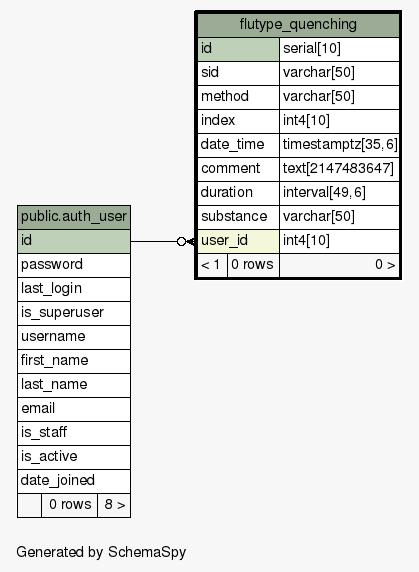 flutype_quenching
id serial[10]
sid varchar[50]
method varchar[50]
index int4[10]
date_time timestamptz[35,6]
comment text[2147483647]
duration interval[49,6]
substance varchar[50]
user_id int4[10]
< 1 0 rows 0 >
public.auth_user
id
password
last_login
is_superuser
username
first_name
last_name
email
is_staff
is_active
date_joined
0 rows 8 >
Generated by SchemaSpy